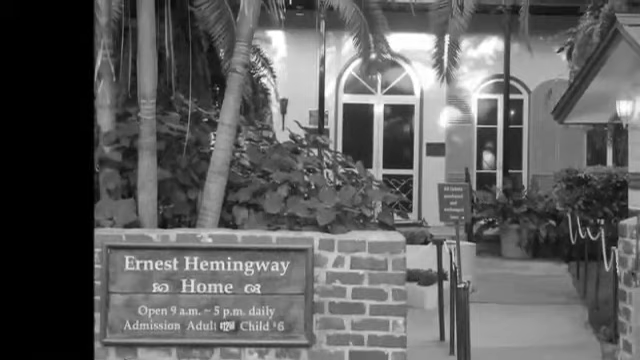 Ernest Hemingway
Home
Open 9 a.m. ~ 5 p.m. daily
Admission Adult Child $6